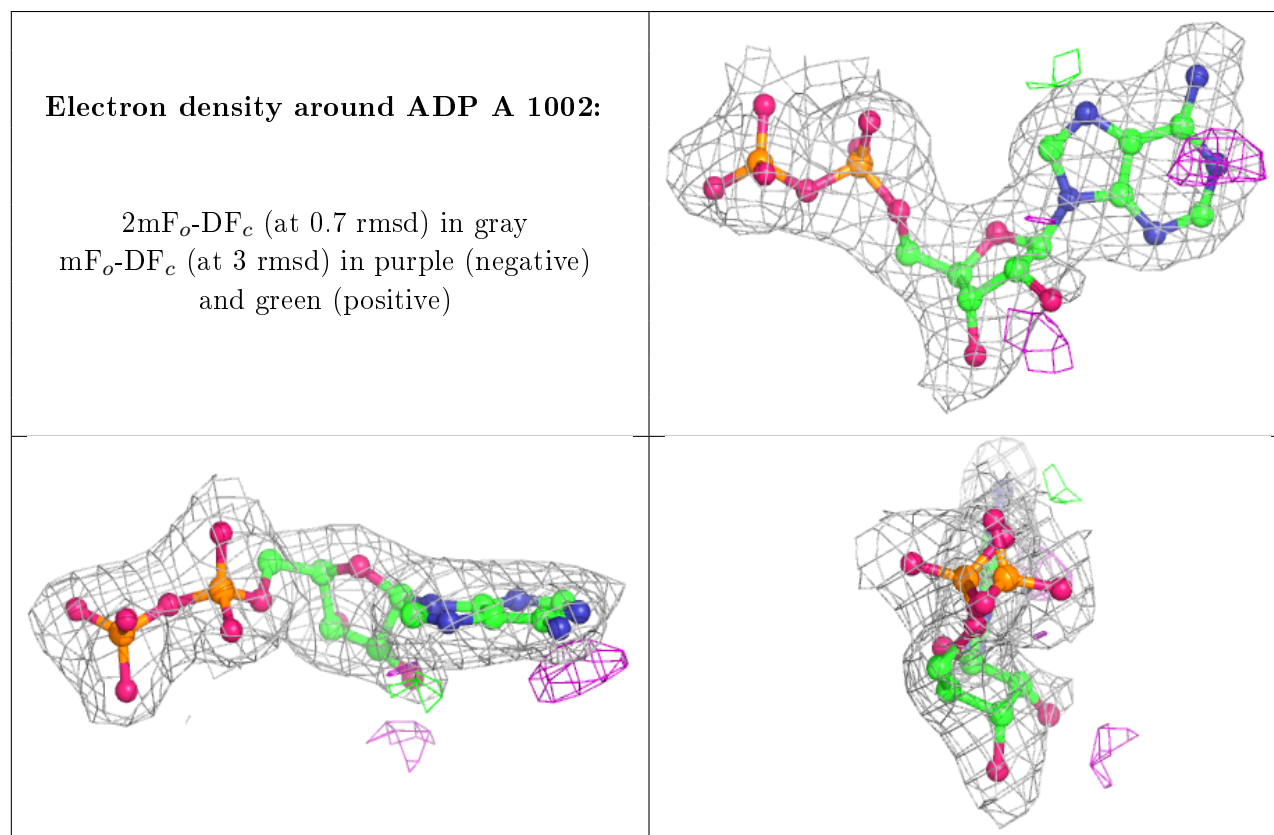 Electron density around ADP A 1002:
2mFₒ-DF𝒸 (at 0.7 rmsd) in gray
mFₒ-DF𝒸 (at 3 rmsd) in purple (negative)
and green (positive)